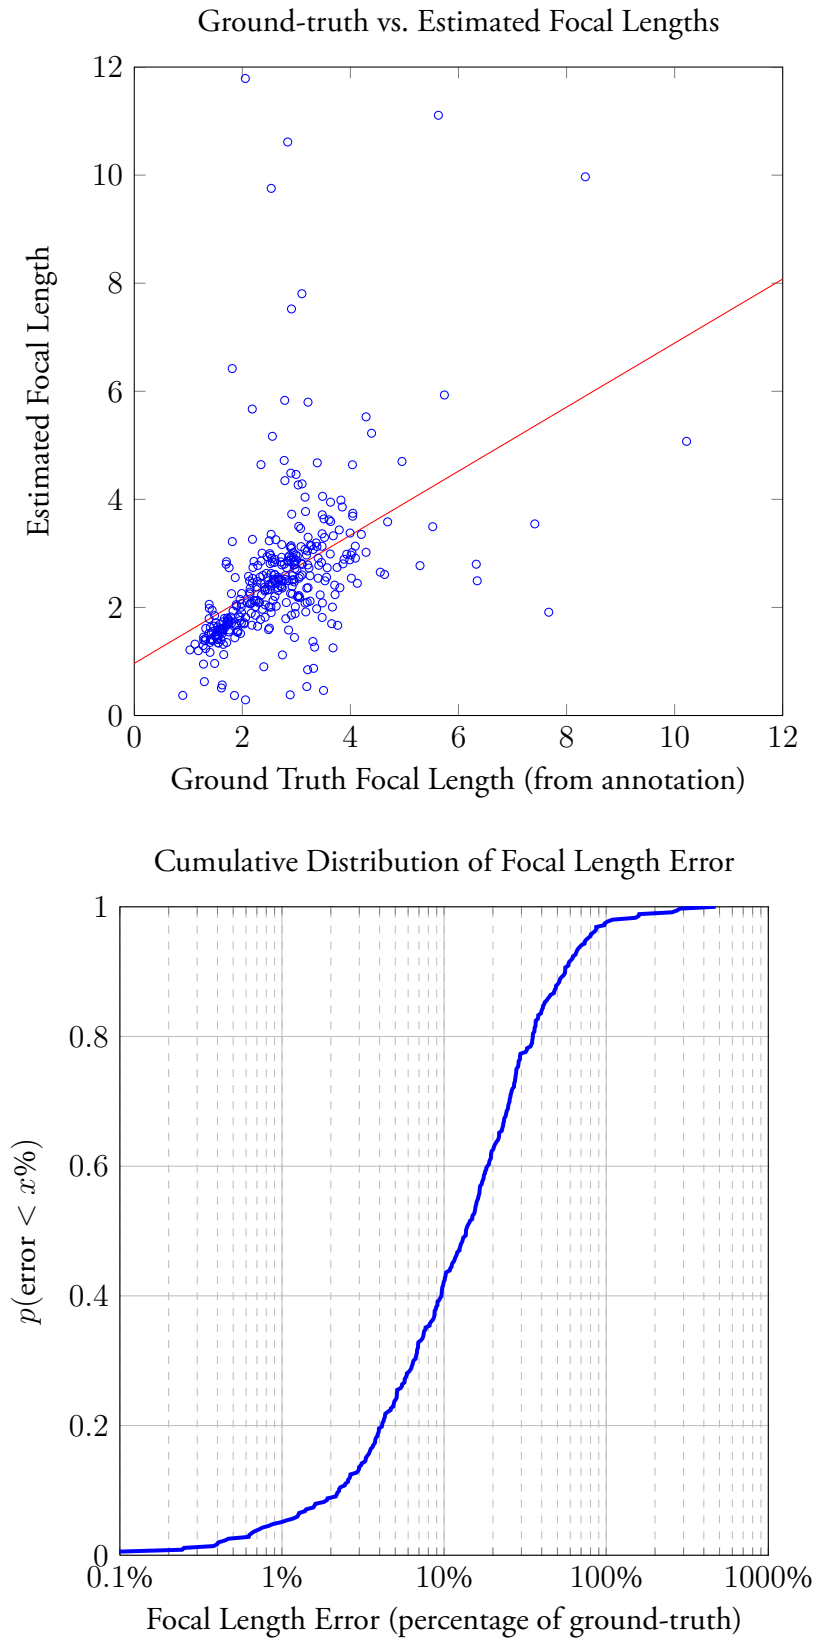 Ground-truth vs. Estimated Focal Lengths
12
10
8
6
4
2
0
Estimated Focal Length
0 2 4 6 8 10 12
Ground Truth Focal Length (from annotation)
Cumulative Distribution of Focal Length Error
1
0.8
0.6
0.4
0.2
0
p(error < x%)
0.1% 1% 10% 100% 1000%
Focal Length Error (percentage of ground-truth)